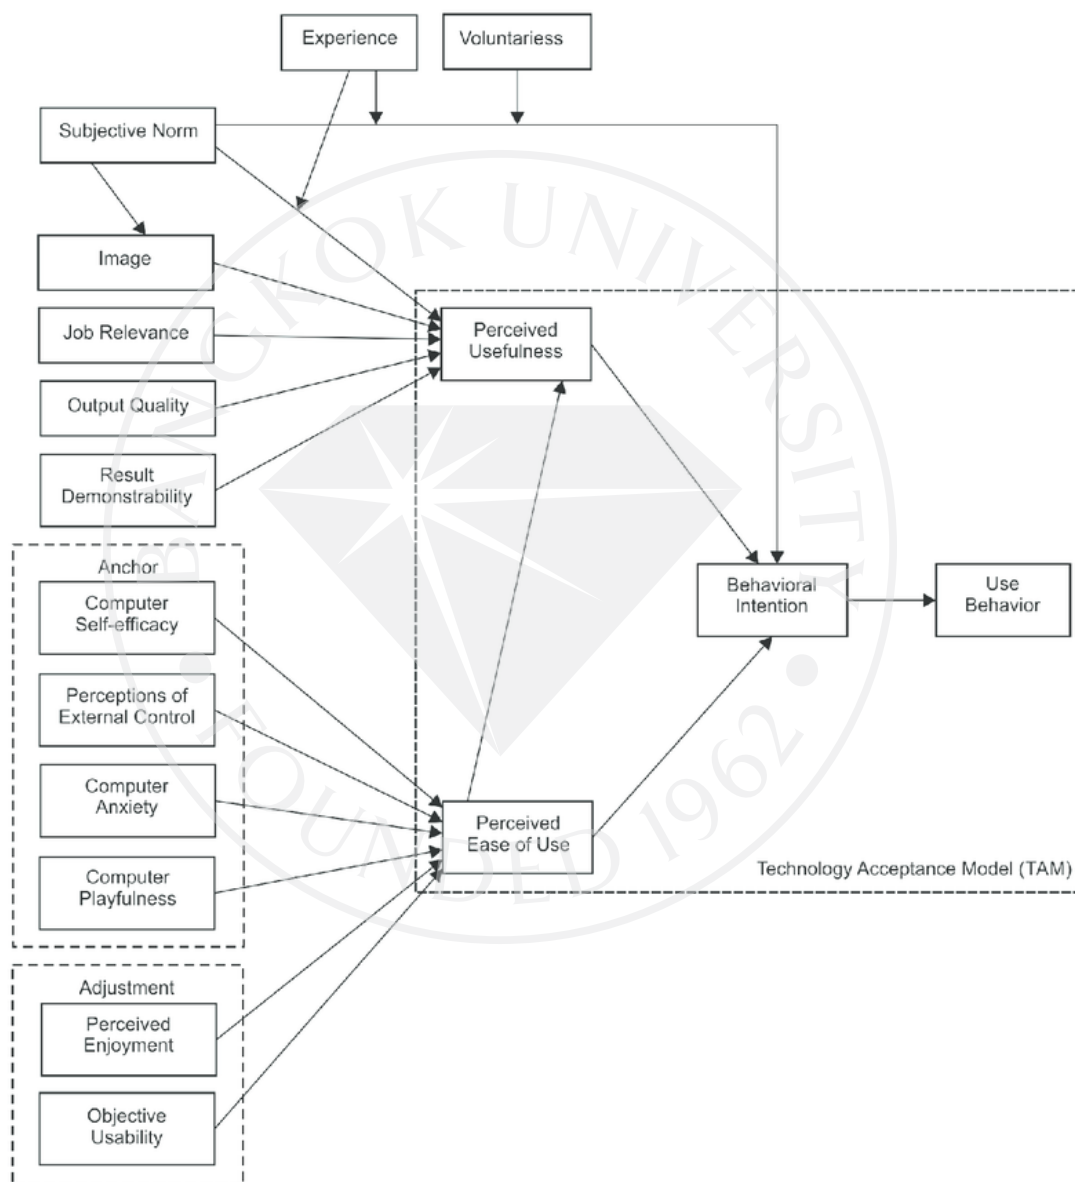 Experience
Voluntariess
Subjective Norm
Image
Job Relevance
Output Quality
Result
Demonstrability
Perceived
Usefulness
Anchor
Computer
Self-efficacy
Perceptions of
External Control
Computer
Anxiety
Computer
Playfulness
Behavioral
Intention
Use
Behavior
Perceived
Ease of Use
Technology Acceptance Model (TAM)
Adjustment
Perceived
Enjoyment
Objective
Usability
BANGKOK UNIVERSITY
FOUNDED 1962